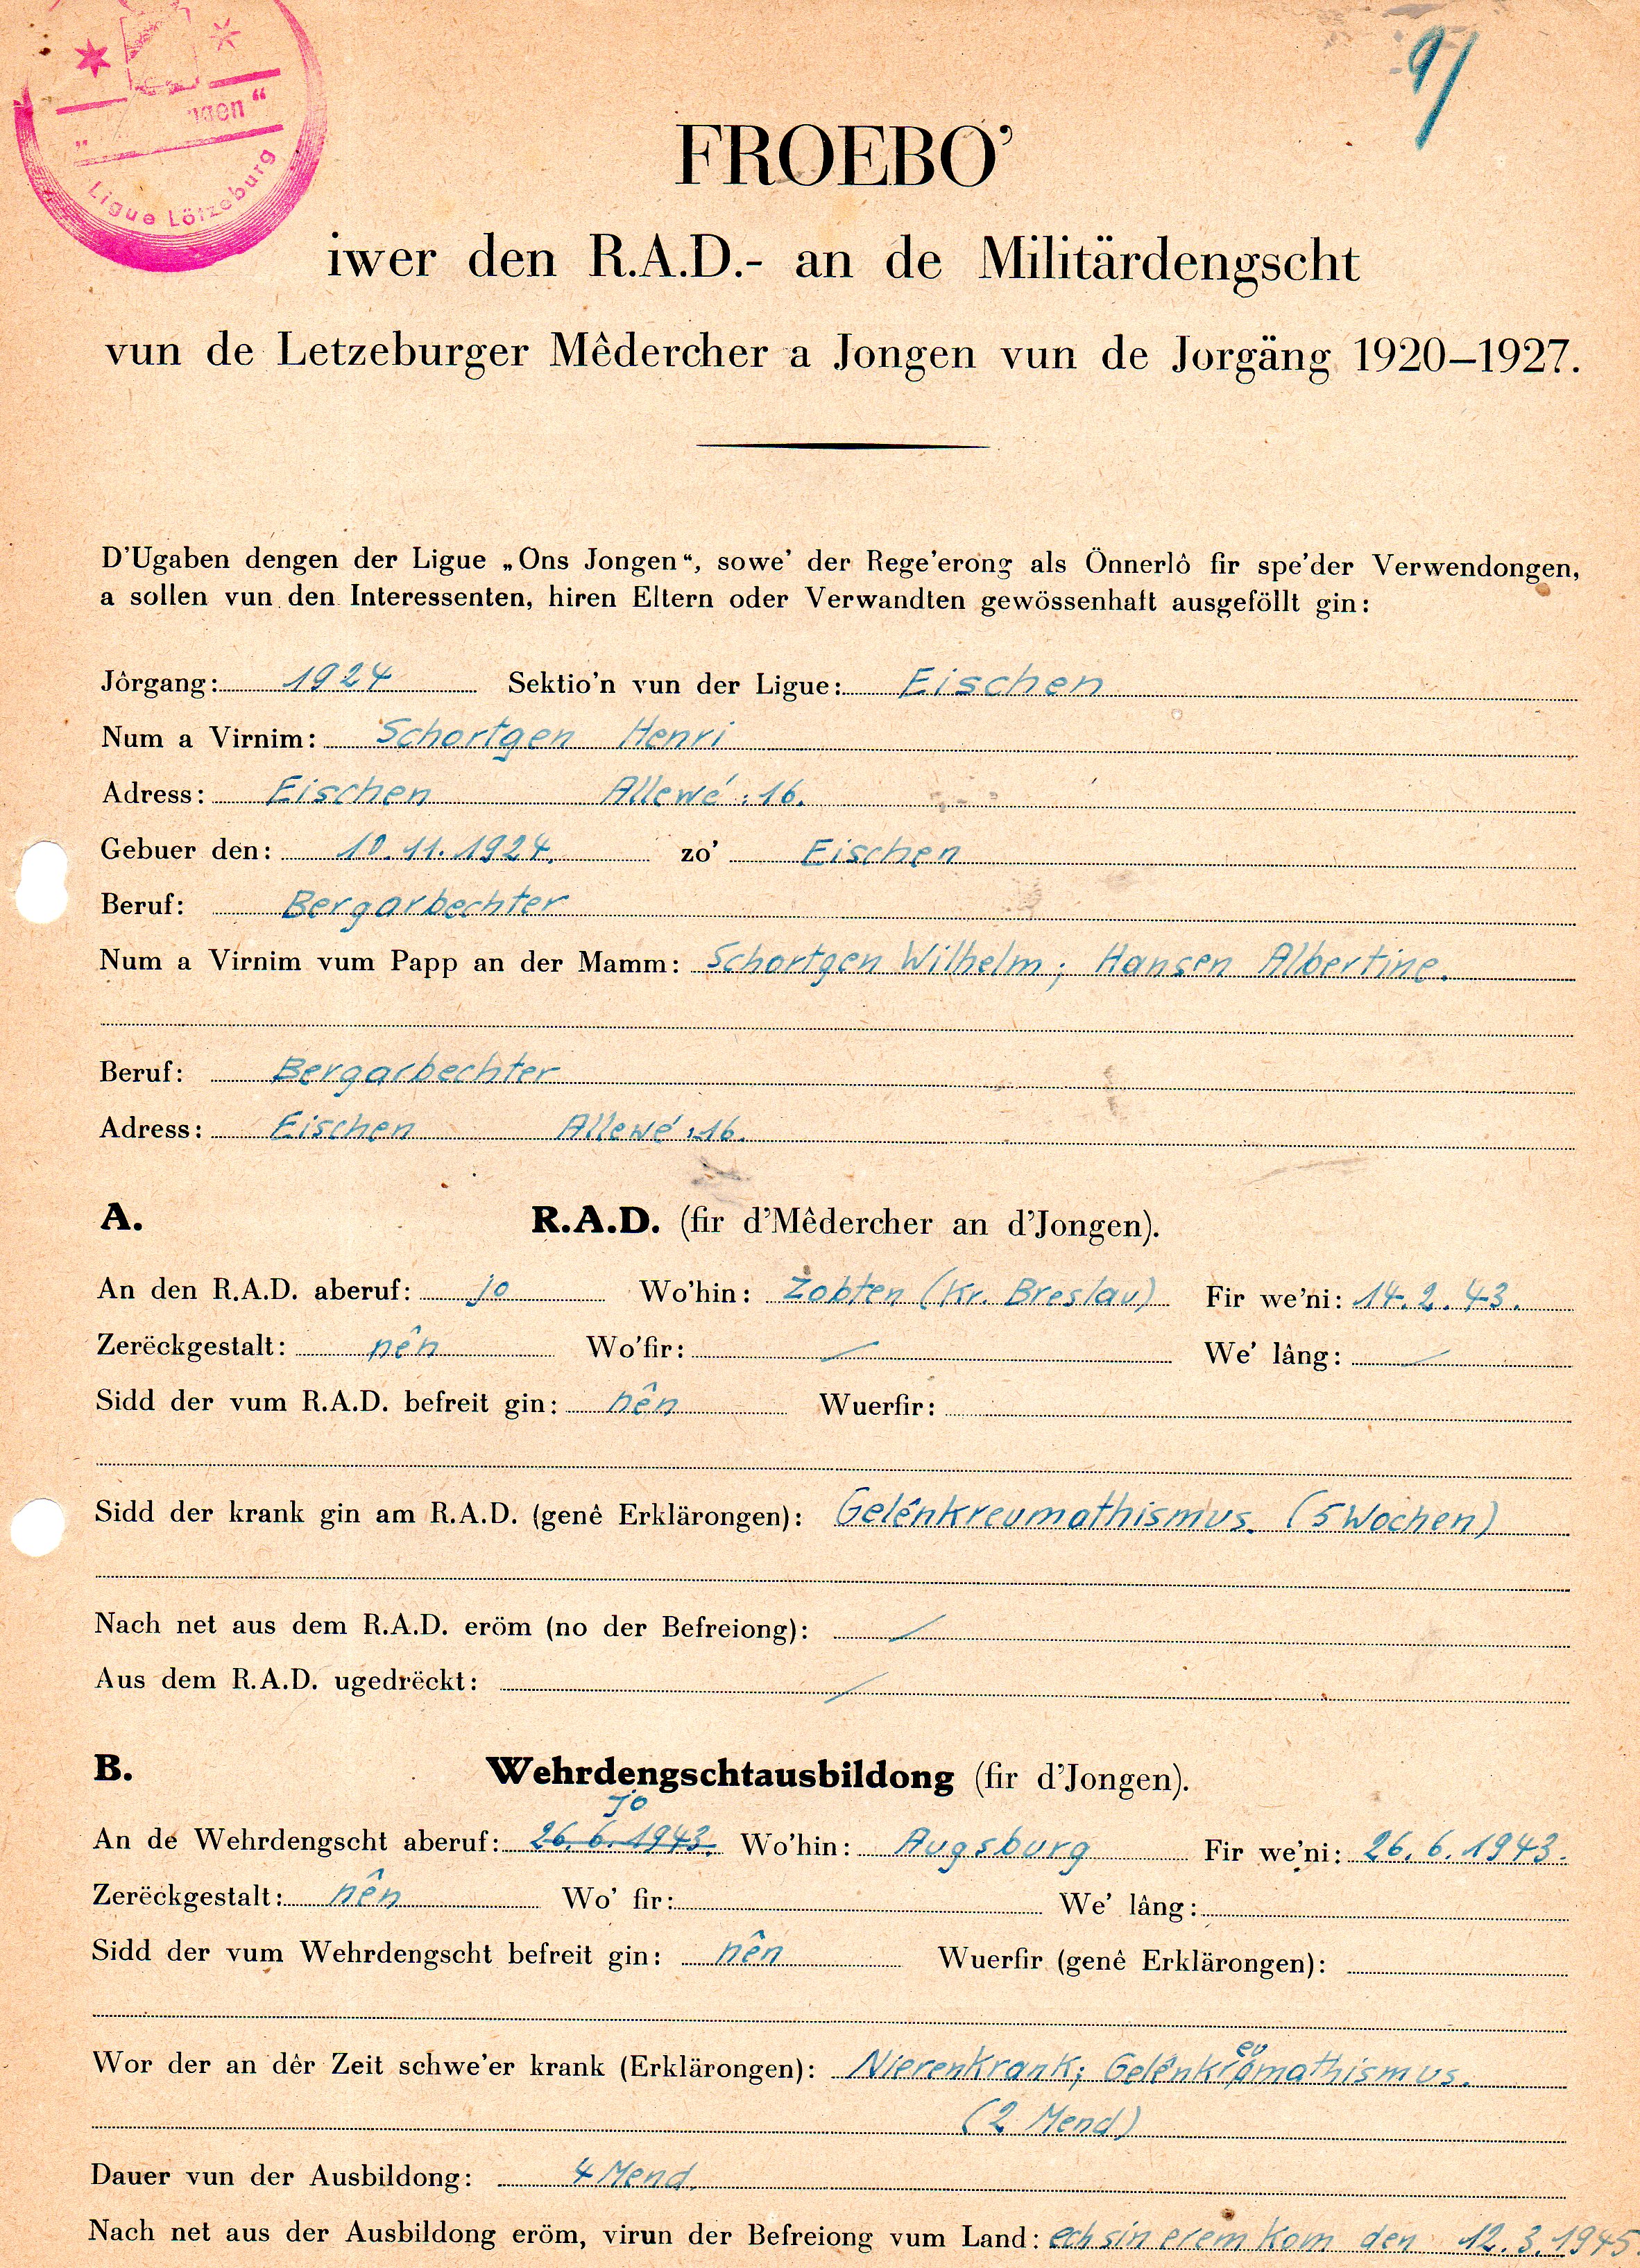 91
"        ngen"
Ligue Lötzeburg
FROEBO'
iwer den R.A.D.- an de Militärdengscht
vun de Letzeburger Mêdercher a Jongen vun de Jorgäng 1920–1927.
D'Ugaben dengen der Ligue „Ons Jongen“, sowe' der Rege'erong als Önnerlô fir spe'der Verwendongen,
a sollen vun den Interessenten, hiren Eltern oder Verwandten gewössenhaft ausgeföllt gin:
Jôrgang: 1924 Sektio'n vun der Ligue: Eischen
Num a Virnim: Schortgen Henri
Adress: Eischen Allewé : 16.
Gebuer den: 10.11.1924. zo' Eischen
Beruf: Bergarbechter
Num a Virnim vum Papp an der Mamm: Schortgen Wilhelm; Hansen Albertine.
Beruf: Bergarbechter
Adress: Eischen Allewé : 16.
A. R.A.D. (fir d'Mêdercher an d'Jongen).
An den R.A.D. aberuf: jo Wo'hin: Zobten (Kr. Breslau) Fir we'ni: 14.2.43.
Zerëckgestalt: nên Wo'fir: / We' lâng: /
Sidd der vum R.A.D. befreit gin: nên Wuerfir:
Sidd der krank gin am R.A.D. (genê Erklärongen): Gelénkreumathismus. (5 Wochen)
Nach net aus dem R.A.D. eröm (no der Befreiong): /
Aus dem R.A.D. ugedrëckt: /
B. Wehrdengschtausbildong (fir d'Jongen).
jo
An de Wehrdengscht aberuf: 26.6.1943. Wo'hin: Augsburg Fir we'ni: 26.6.1943.
Zerëckgestalt: nên Wo' fir: We' lâng:
Sidd der vum Wehrdengscht befreit gin: nên Wuerfir (genê Erklärongen):
Wor der an dêr Zeit schwe'er krank (Erklärongen): Nierenkrank; Gelénkreumathismus.
(2 Mend)
Dauer vun der Ausbildong: 4 Mend.
Nach net aus der Ausbildong eröm, virun der Befreiong vum Land: ech sin erem kom den 12.3.1945